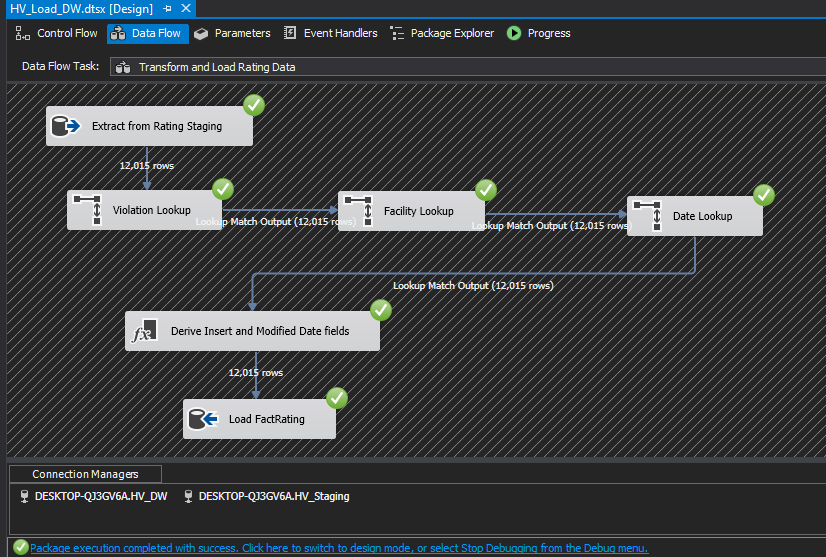 HV_Load_DW.dtsx [Design]
Control Flow Data Flow Parameters Event Handlers Package Explorer Progress
Data Flow Task: Transform and Load Rating Data
Extract from Rating Staging
12,015 rows
Violation Lookup
Lookup Match Output (12,015 rows)
Facility Lookup
Lookup Match Output (12,015 rows)
Date Lookup
Lookup Match Output (12,015 rows)
fx Derive Insert and Modified Date fields
12,015 rows
Load FactRating
Connection Managers
DESKTOP-QJ3GV6A.HV_DW DESKTOP-QJ3GV6A.HV_Staging
Package execution completed with success. Click here to switch to design mode, or select Stop Debugging from the Debug menu.